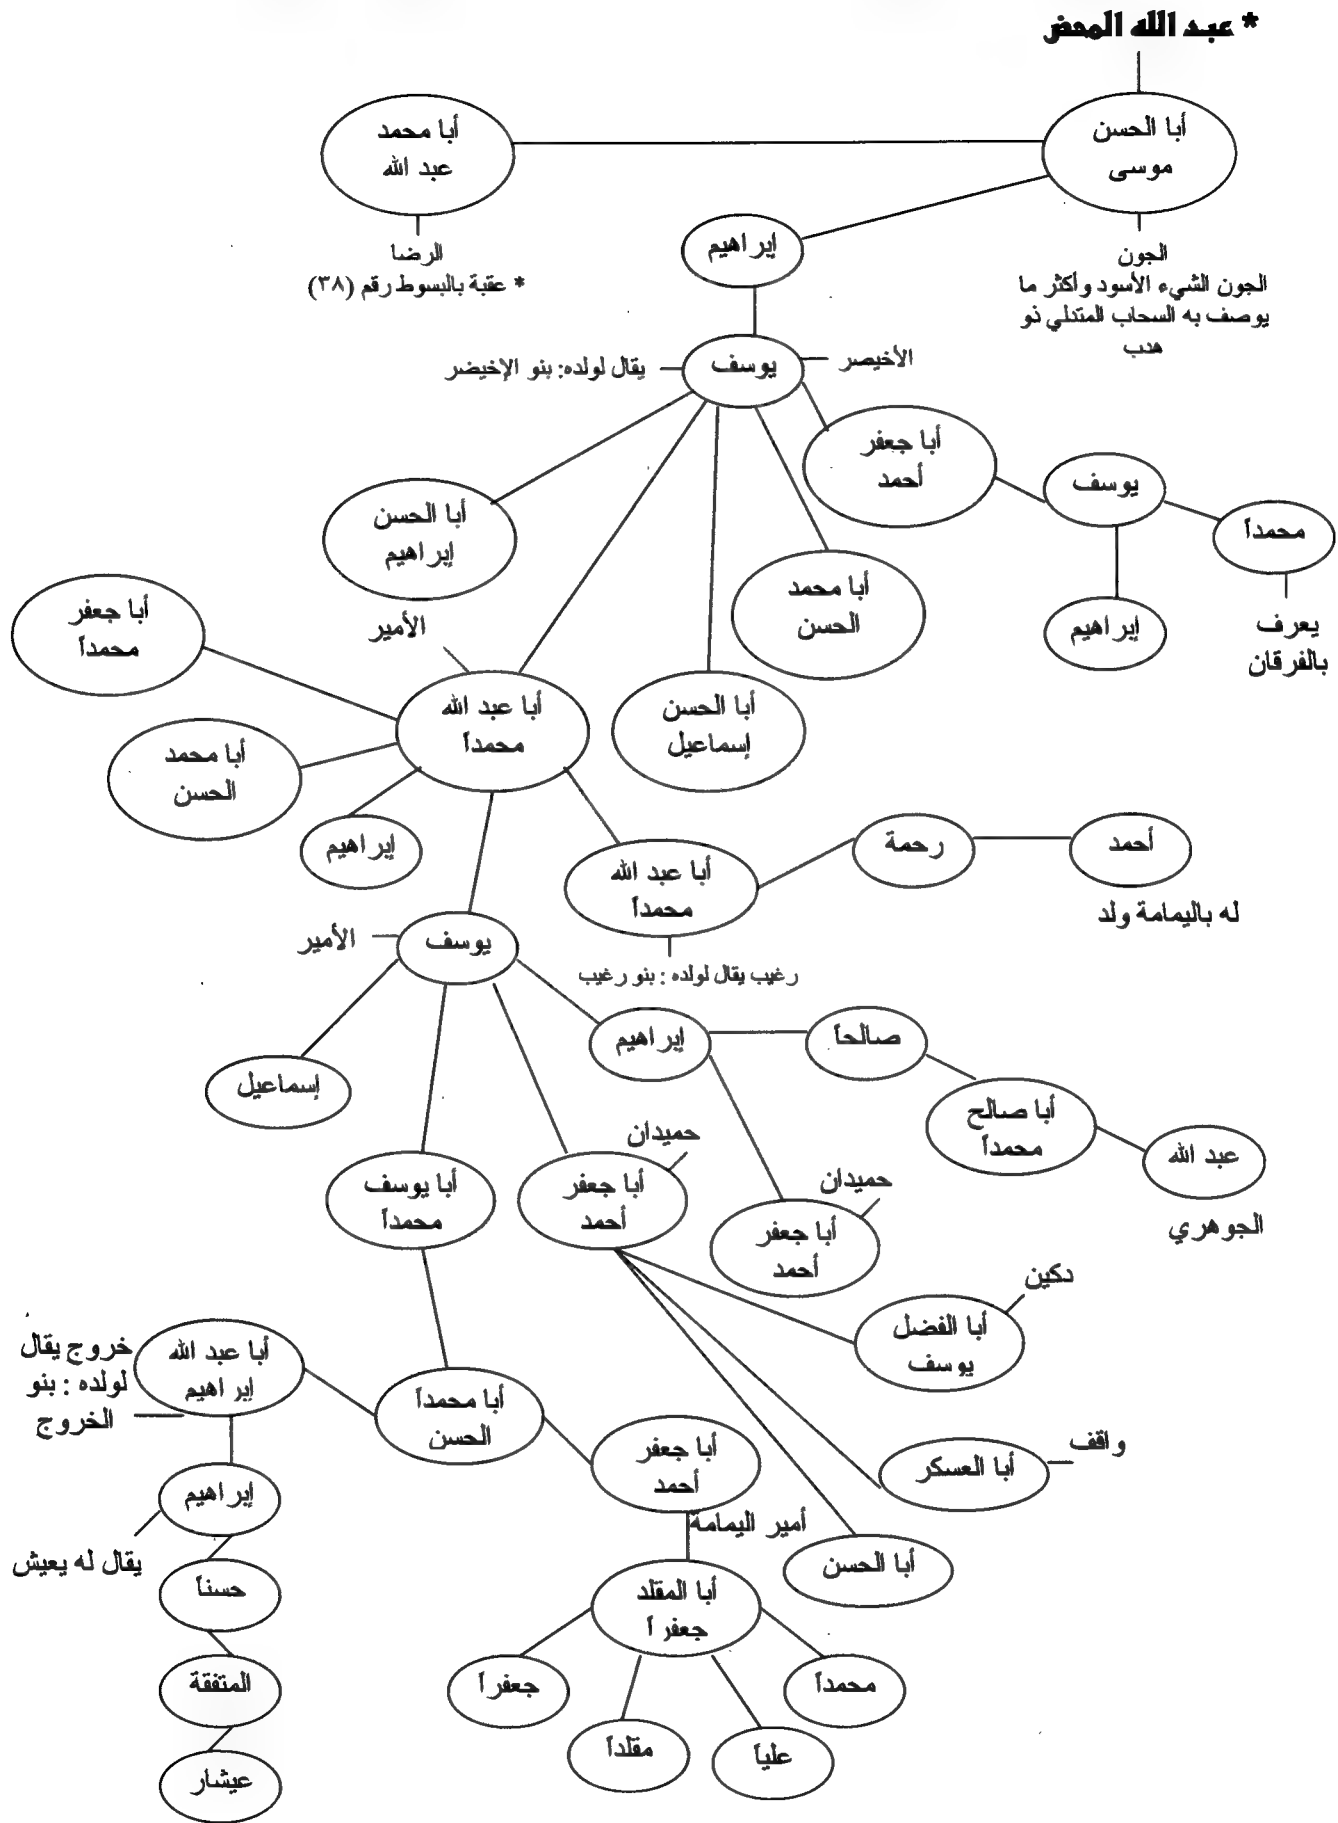 * عبد الله المحض
أبا الحسن
موسى
أبا محمد
عبد الله
الجون
الجون الشيء الأسود وأكثر ما
يوصف به السحاب المتدلي ذو
هدب
الرضا
* عقبة بالبسوط رقم (٣٨)
إبراهيم
يوسف
الأخيصر
يقال لولده: بنو الإخيضر
أبا جعفر
أحمد
يوسف
محمداً
يعرف
بالفرقان
إبراهيم
أبا محمد
الحسن
أبا الحسن
إسماعيل
أبا الحسن
إبراهيم
الأمير
أبا عبد الله
محمداً
أبا جعفر
محمداً
أبا محمد
الحسن
إبراهيم
أبا عبد الله
محمداً
رغيب يقال لولده : بنو رغيب
رحمة
أحمد
له باليمامة ولد
يوسف
الأمير
إبراهيم
صالحاً
أبا صالح
محمداً
عبد الله
الجوهري
أبا جعفر
أحمد
حميدان
أبا جعفر
أحمد
حميدان
أبا يوسف
محمداً
إسماعيل
أبا الفضل
يوسف
دكين
أبا العسكر
واقف
أبا الحسن
أبا محمداً
الحسن
أبا عبد الله
إبراهيم
خروج يقال
لولده : بنو
الخروج
إبراهيم
يقال له يعيش
حسناً
المتفقة
عيشار
أبا جعفر
أحمد
أمير اليمامة
أبا المقلد
جعفراً
محمداً
علياً
مقلداً
جعفراً